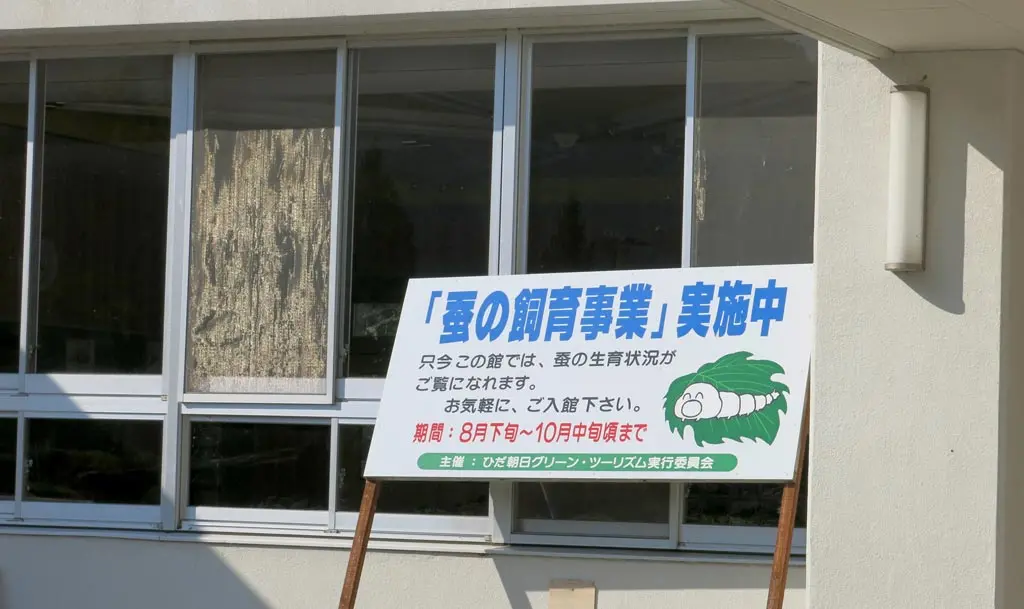 「蚕の飼育事業」実施中
只今この館では、蚕の生育状況が
ご覧になれます。
お気軽に、ご入館下さい。
期間：8月下旬～10月中旬頃まで
主催：ひだ朝日グリーン・ツーリズム実行委員会